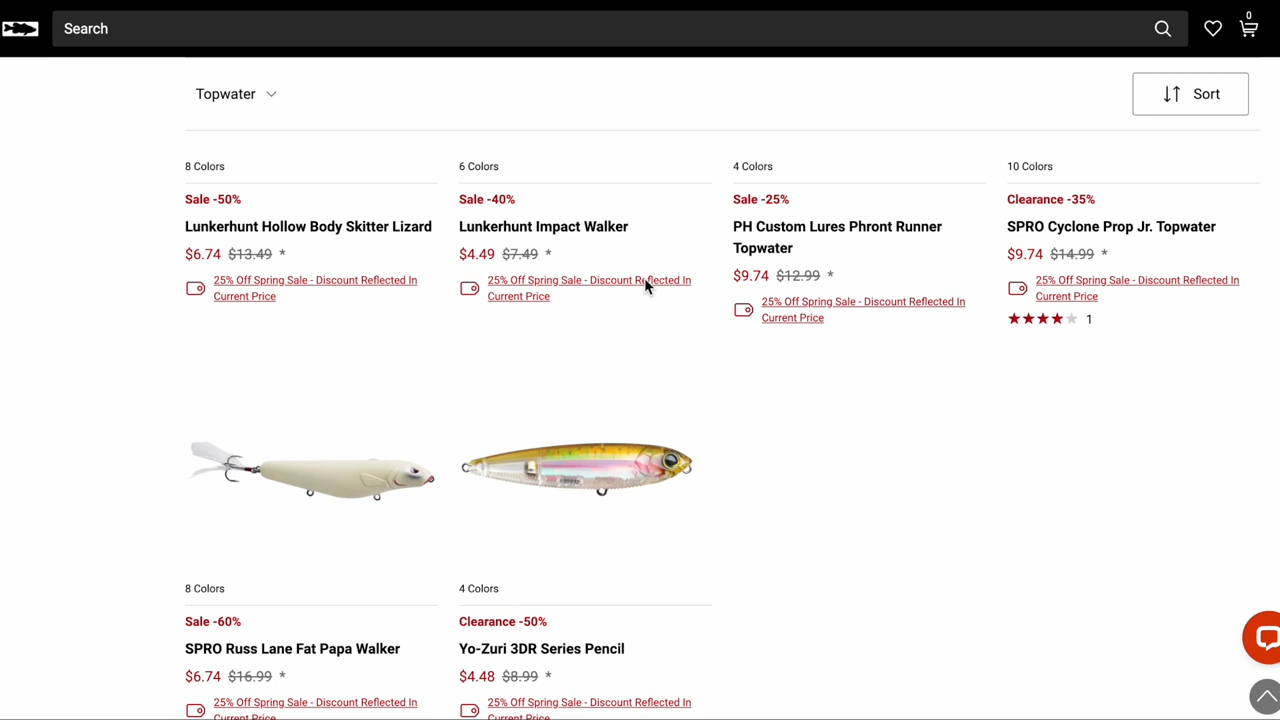 0
Search
Topwater
Sort
8 Colors
6 Colors
4 Colors
10 Colors
Sale -50%
Sale -40%
Sale -25%
Clearance -35%
Lunkerhunt Hollow Body Skitter Lizard
Lunkerhunt Impact Walker
PH Custom Lures Phront Runner
Topwater
SPRO Cyclone Prop Jr. Topwater
$6.74 $13.49 *
$4.49 $7.49 *
$9.74 $12.99 *
$9.74 $14.99 *
25% Off Spring Sale - Discount Reflected In
Current Price
25% Off Spring Sale - Discount Reflected In
Current Price
25% Off Spring Sale - Discount Reflected In
Current Price
25% Off Spring Sale - Discount Reflected In
Current Price
1
8 Colors
4 Colors
Sale -60%
Clearance -50%
SPRO Russ Lane Fat Papa Walker
Yo-Zuri 3DR Series Pencil
$6.74 $16.99 *
$4.48 $8.99 *
25% Off Spring Sale - Discount Reflected In
Current Price
25% Off Spring Sale - Discount Reflected In
Current Price